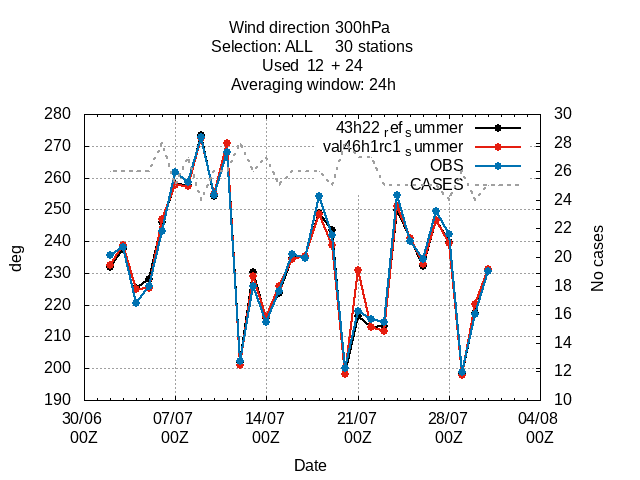 Wind direction 300hPa
Selection: ALL 30 stations
Used 12 + 24
Averaging window: 24h
43h22 refsummer
val46h1rc1 summer
OBS
CASES
280 30
270 28
260 26
250 24
240 22
230 20
220 18
210 16
200 14
190 12
10
deg
No cases
30/06 07/07 14/07 21/07 28/07 04/08
00Z 00Z 00Z 00Z 00Z 00Z
Date